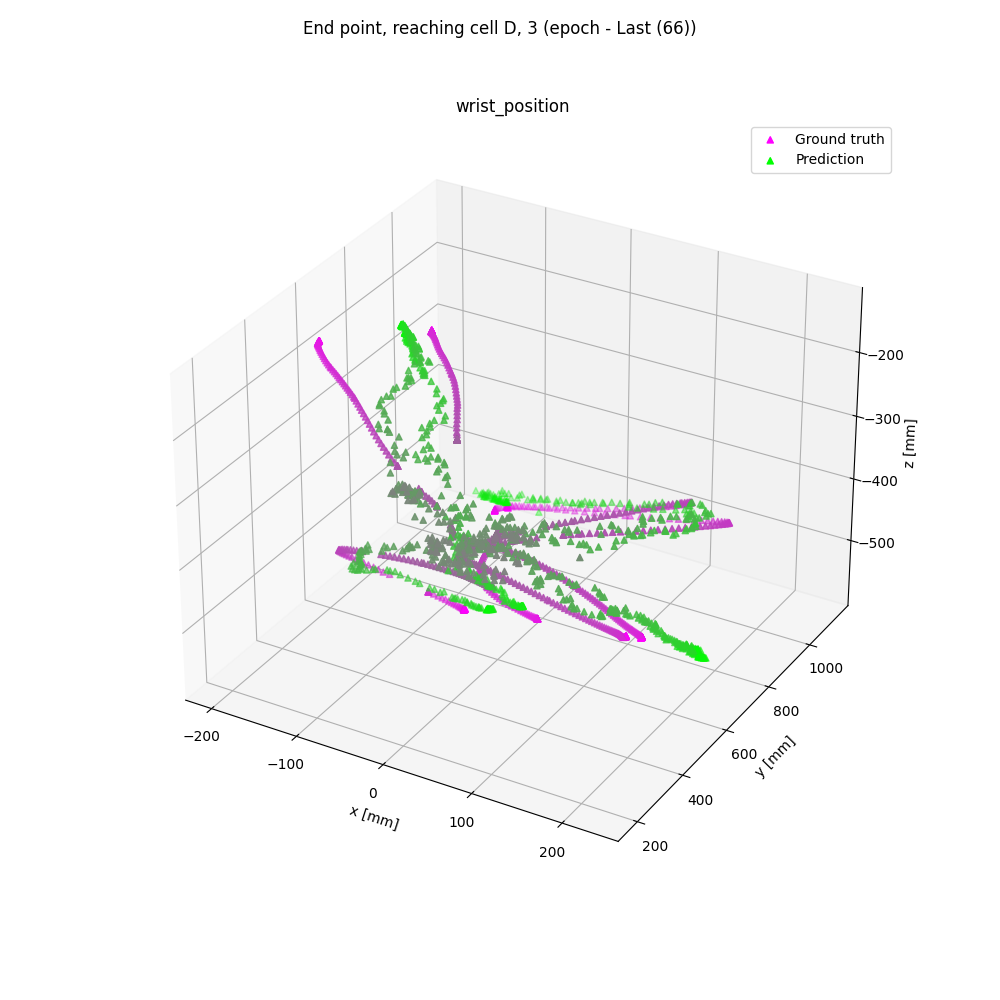 End point, reaching cell D, 3 (epoch - Last (66))
wrist_position
Ground truth
Prediction
−200
−300
−400
−500
z [mm]
1000
800
600
400
200
y [mm]
−200
−100
0
100
200
x [mm]